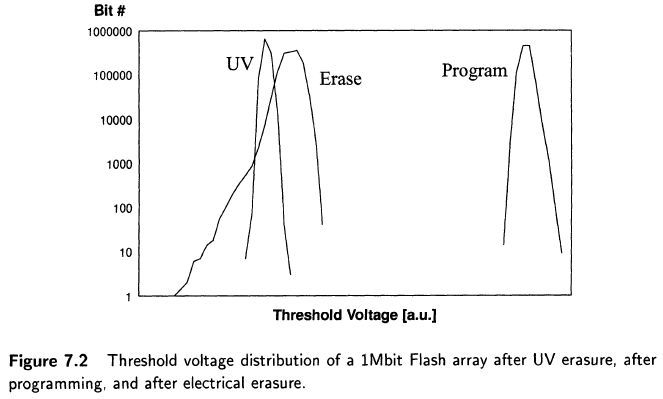 Bit #
1000000
100000
10000
1000
100
10
1
UV
Erase
Program
Threshold Voltage [a.u.]
Figure 7.2 Threshold voltage distribution of a 1Mbit Flash array after UV erasure, after
programming, and after electrical erasure.